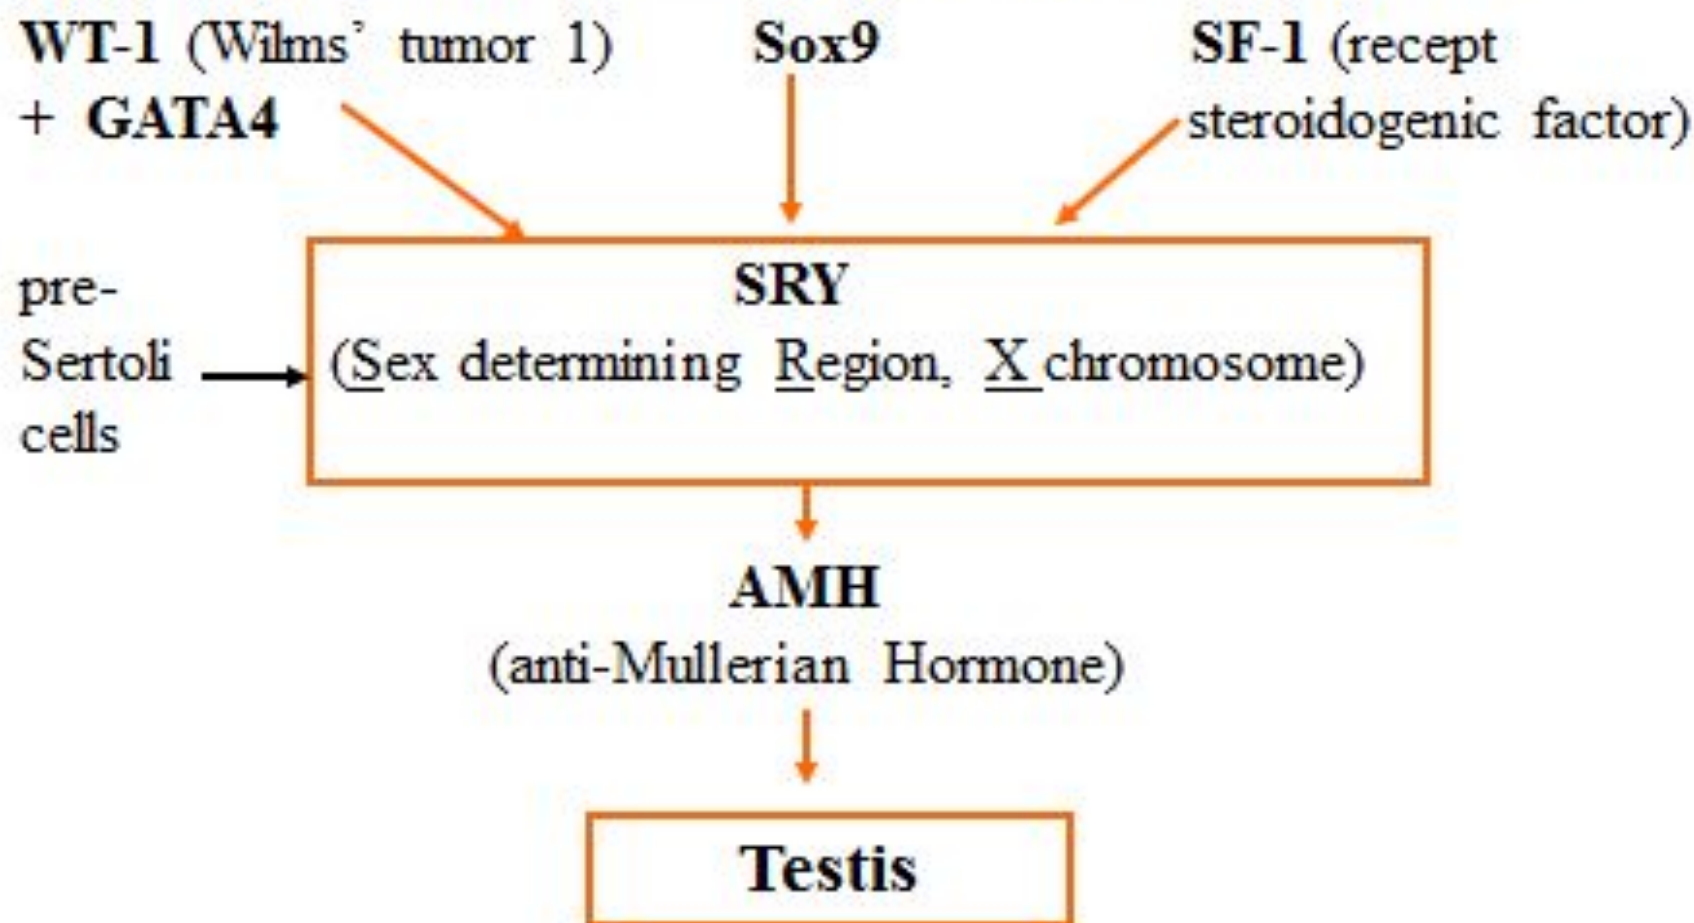 WT-1 (Wilms' tumor 1)
+ GATA4
Sox9
SF-1 (recept
steroidogenic factor)
pre-
Sertoli
cells
SRY
(Sex determining Region, X chromosome)
AMH
(anti-Mullerian Hormone)
Testis